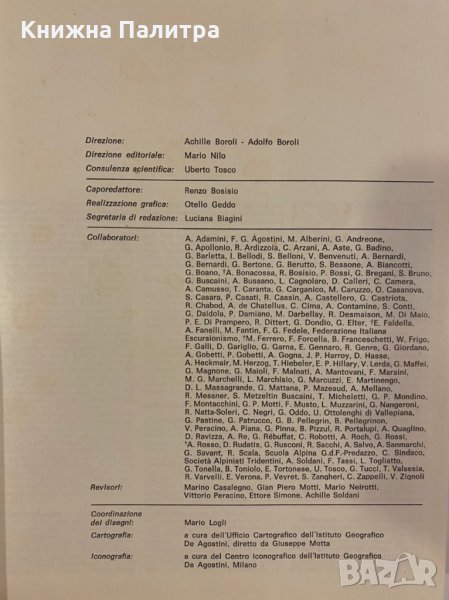 Книжна Палитра
Direzione: Achille Boroli - Adolfo Boroli
Direzione editoriale: Mario Nilo
Consulenza scientifica: Uberto Tosco
Caporedattore: Renzo Bosisio
Realizzazione grafica: Otello Geddo
Segretaria di redazione: Luciana Biagini
Collaboratori: A. Adamini, F. G. Agostini, M. Alberini, G. Andreone,
G. Apollonio, R. Ardizzoïa, C. Arzani, A. Aste, G. Badino,
G. Barletta, I. Bellodi, S. Belloni, V. Benvenuti, A. Bernardi,
G. Bernardi, G. Bertone, G. Berutto, S. Bessone, A. Biancotti,
G. Boano, †A. Bonacossa, R. Bosisio, P. Bossi, G. Bregani, S. Bruno,
G. Buscaini, A. Bussano, L. Cagnolaro, D. Calleri, C. Camera,
A. Camusso, T. Caranta, G. Carganico, M. Caruzzo, O. Casanova,
S. Casara, P. Casati, R. Cassin, A. Castellero, G. Castriota,
R. Chabod, A. de Chatellus, C. Cima, A. Contamine, S. Conti,
G. Daidola, P. Damiano, M. Darbellay, R. Desmaison, M. Di Maio,
P. E. Di Prampero, R. Dittert, G. Dondio, G. Elter, †E. Faldella,
A. Fanelli, M. Fantin, F. G. Fedele, Federazione Italiana
Escursionismo, †M. Ferrero, F. Forcella, B. Franceschetti, W. Frigo,
F. Galli, D. Gariglio, G. Garna, E. Gennaro, R. Genre, G. Giordano,
A. Gobetti, P. Gobetti, A. Gogna, J. P. Harroy, D. Hasse,
A. Heckmair, M. Herzog, T. Hiebeler, E. P. Hillary, V. Lerda, G. Maffei,
G. Magnone, G. Maioli, F. Malnati, A. Mantovani, F. Maraini,
M. G. Marchelli, L. Marchisio, G. Marcuzzi, E. Martinengo,
D. L. Massagrande, G. Mattana, P. Mazeaud, A. Mellano,
R. Messner, S. Metzeltin Buscaini, T. Micheletti, G. P. Mondino,
F. Montacchini, G. P. Motti, F. Musto, L. Muzzarini, G. Nangeroni,
R. Natta-Soleri, C. Negri, G. Oddo, U. Ottolenghi di Vallepiana,
G. Pastine, G. Patrucco, G. B. Pellegrini, B. Pellegrinon,
V. Peracino, A. Piana, G. Pinna, B. Pizzul, R. Portalupi, A. Quaglino,
D. Ravizza, A. Re, G. Rébuffat, C. Robotti, A. Roch, G. Rossi,
†A. Rosso, D. Rudatis, G. Rusconi, R. Sacchi, A. Salvo, A. Sanmarchi,
G. Savant, R. Scala, Scuola Alpina G.d.F.-Predazzo, C. Sindaco,
Società Alpinisti Tridentini, A. Soldani, F. Tassi, L. Togliatto,
G. Tonella, B. Toniolo, E. Tortonese, U. Tosco, G. Tucci, T. Valsesia,
R. Varvelli, E. Verona, P. Veyret, S. Zangheri, C. Zappelli, V. Zignoli
Revisori: Marino Casalegno, Gian Piero Motti, Mario Neirotti,
Vittorio Peracino, Ettore Simone, Achille Soldani
Coordinazione
dei disegni: Mario Logli
Cartografia: a cura dell'Ufficio Cartografico dell'Istituto Geografico
De Agostini, diretto da Giuseppe Motta
Iconografia: a cura del Centro Iconografico dell'Istituto Geografico
De Agostini, Milano
BAZAR